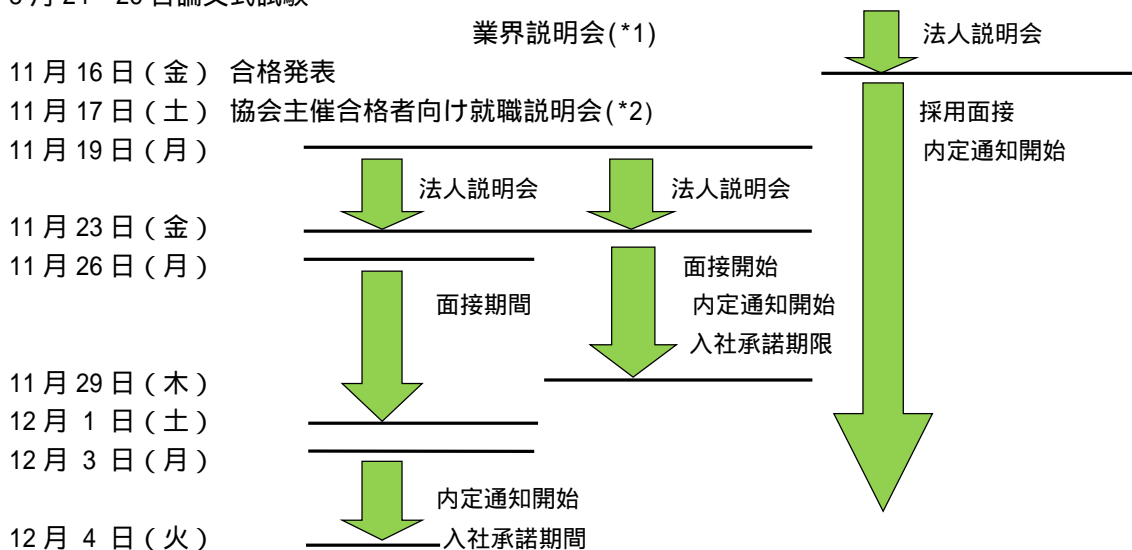 業界説明会(*1)
法人説明会
11月16日（金） 合格発表
11月17日（土） 協会主催合格者向け就職説明会(*2)
採用面接
11月19日（月）
内定通知開始
法人説明会
法人説明会
11月23日（金）
11月26日（月）
面接開始
面接期間
内定通知開始
入社承諾期限
11月29日（木）
12月 1 日（土）
12月 3 日（月）
内定通知開始
12月 4 日（火）
入社承諾期間